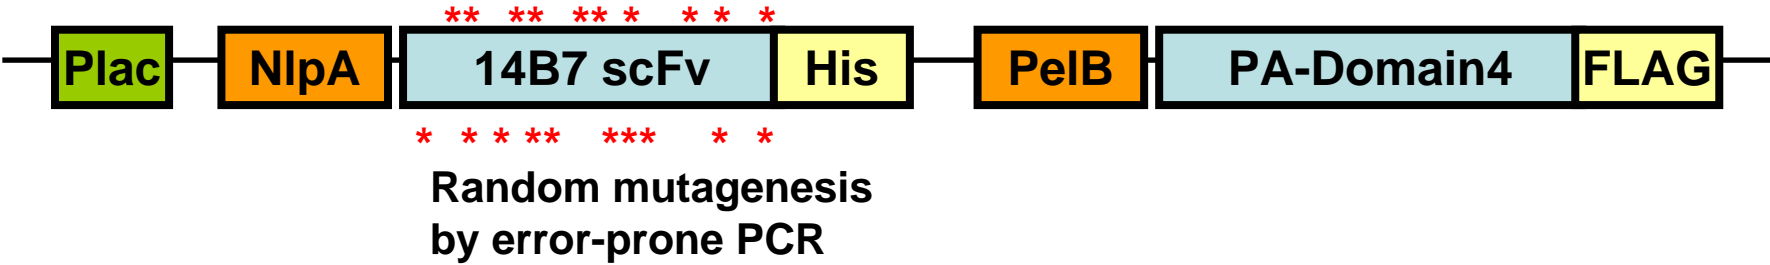 ** ** ** * * * *
Plac NlpA 14B7 scFv His PelB PA-Domain4 FLAG
* * * ** *** * *
Random mutagenesis
by error-prone PCR